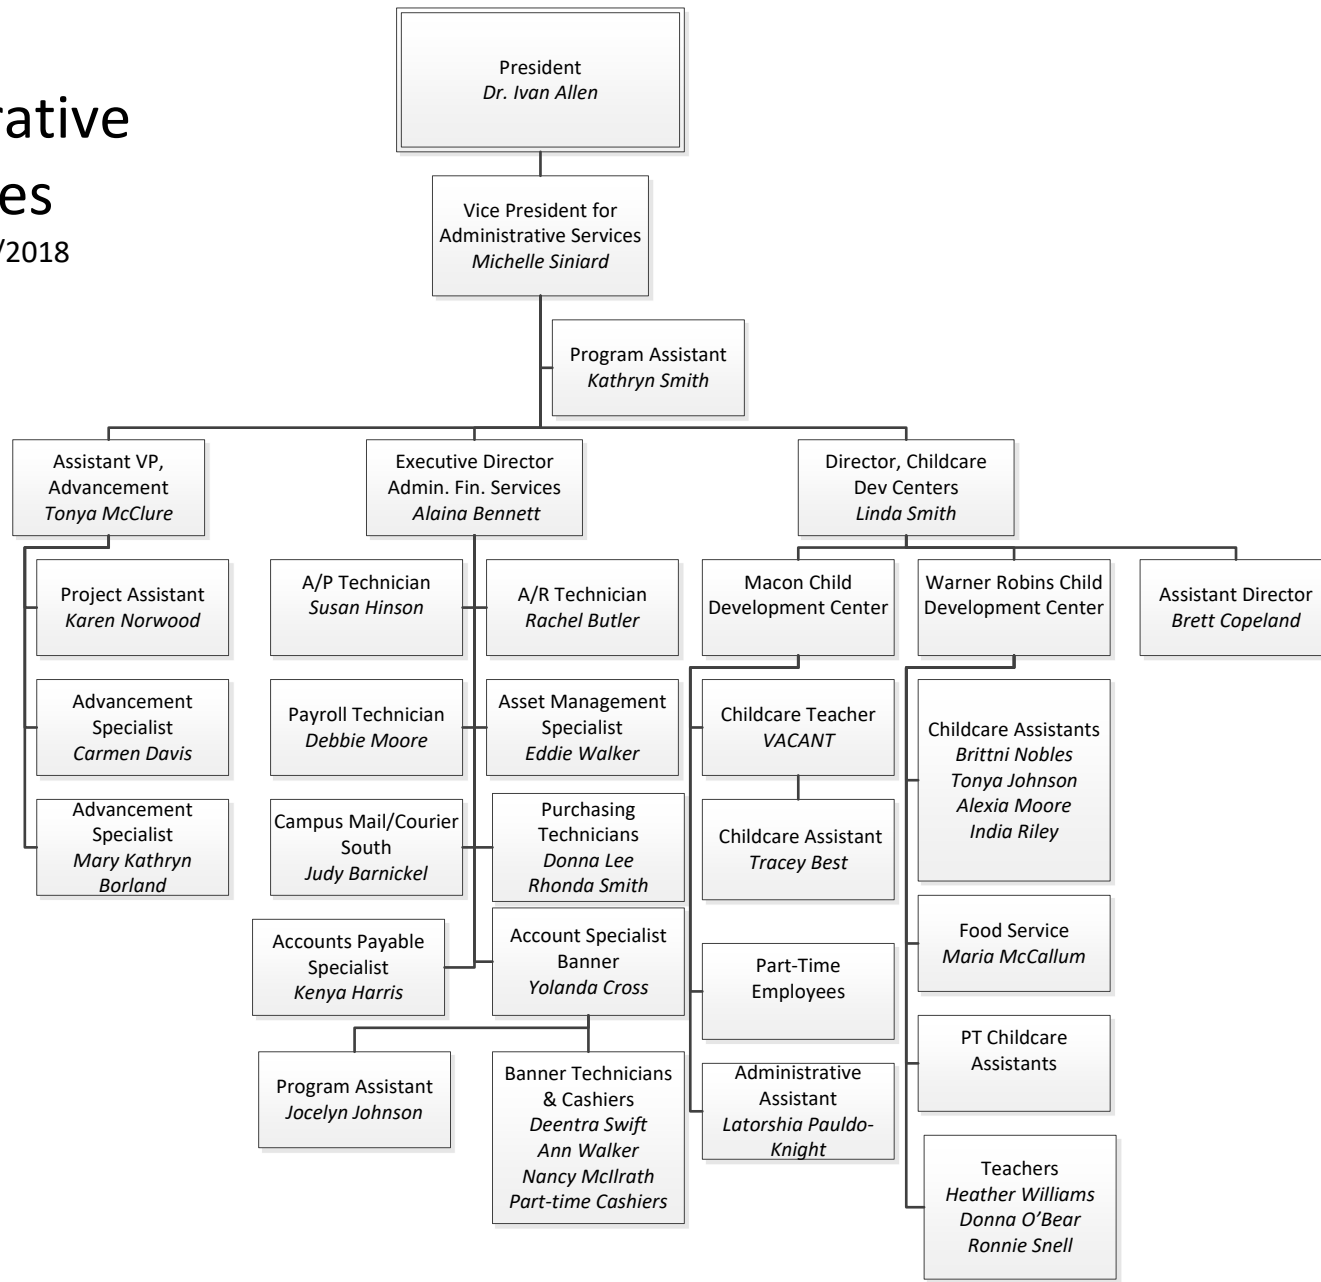 President
Dr. Ivan Allen
rative
es
/2018
Vice President for
Administrative Services
Michelle Siniard
Program Assistant
Kathryn Smith
Assistant VP,
Advancement
Tonya McClure
Executive Director
Admin. Fin. Services
Alaina Bennett
Director, Childcare
Dev Centers
Linda Smith
Project Assistant
Karen Norwood
Advancement
Specialist
Carmen Davis
Advancement
Specialist
Mary Kathryn
Borland
A/P Technician
Susan Hinson
A/R Technician
Rachel Butler
Payroll Technician
Debbie Moore
Asset Management
Specialist
Eddie Walker
Campus Mail/Courier
South
Judy Barnickel
Purchasing
Technicians
Donna Lee
Rhonda Smith
Accounts Payable
Specialist
Kenya Harris
Account Specialist
Banner
Yolanda Cross
Program Assistant
Jocelyn Johnson
Banner Technicians
& Cashiers
Deentra Swift
Ann Walker
Nancy McIlrath
Part-time Cashiers
Macon Child
Development Center
Childcare Teacher
VACANT
Childcare Assistant
Tracey Best
Part-Time
Employees
Administrative
Assistant
Latorshia Pauldo-
Knight
Warner Robins Child
Development Center
Childcare Assistants
Brittni Nobles
Tonya Johnson
Alexia Moore
India Riley
Food Service
Maria McCallum
PT Childcare
Assistants
Teachers
Heather Williams
Donna O’Bear
Ronnie Snell
Assistant Director
Brett Copeland